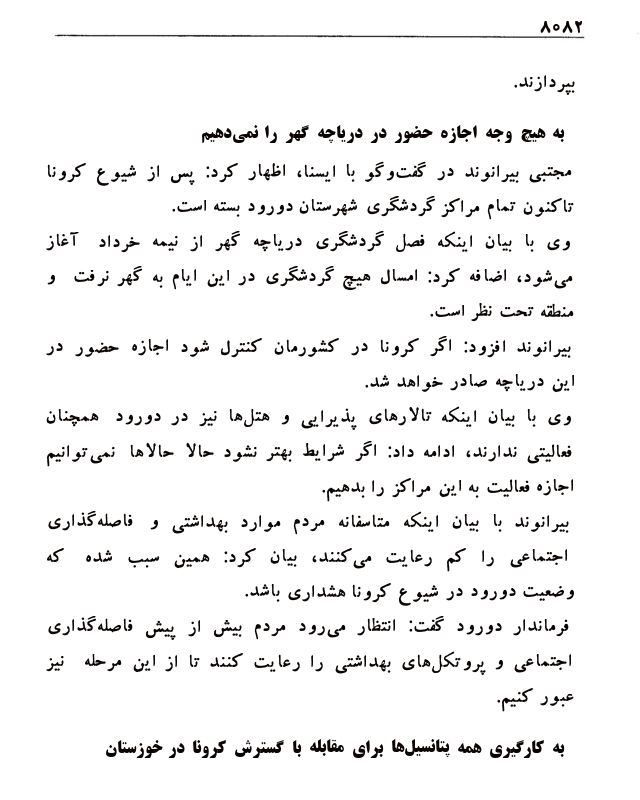 ۸۰۸۲
بپردازند.
به هیچ وجه اجازه حضور در دریاچه گهر را نمی‌دهیم
مجتبی بیرانوند در گفت‌وگو با ایسنا، اظهار کرد: پس از شیوع کرونا
تاکنون تمام مراکز گردشگری شهرستان دورود بسته است.
وی با بیان اینکه فصل گردشگری دریاچه گهر از نیمه خرداد آغاز
می‌شود، اضافه کرد: امسال هیچ گردشگری در این ایام به گهر نرفت و
منطقه تحت نظر است.
بیرانوند افزود: اگر کرونا در کشورمان کنترل شود اجازه حضور در
این دریاچه صادر خواهد شد.
وی با بیان اینکه تالارهای پذیرایی و هتل‌ها نیز در دورود همچنان
فعالیتی ندارند، ادامه داد: اگر شرایط بهتر نشود حالا حالاها نمی‌توانیم
اجازه فعالیت به این مراکز را بدهیم.
بیرانوند با بیان اینکه متاسفانه مردم موارد بهداشتی و فاصله‌گذاری
اجتماعی را کم رعایت می‌کنند، بیان کرد: همین سبب شده که
وضعیت دورود در شیوع کرونا هشداری باشد.
فرماندار دورود گفت: انتظار می‌رود مردم بیش از پیش فاصله‌گذاری
اجتماعی و پروتکل‌های بهداشتی را رعایت کنند تا از این مرحله نیز
عبور کنیم.
به کارگیری همه پتانسیل‌ها برای مقابله با گسترش کرونا در خوزستان